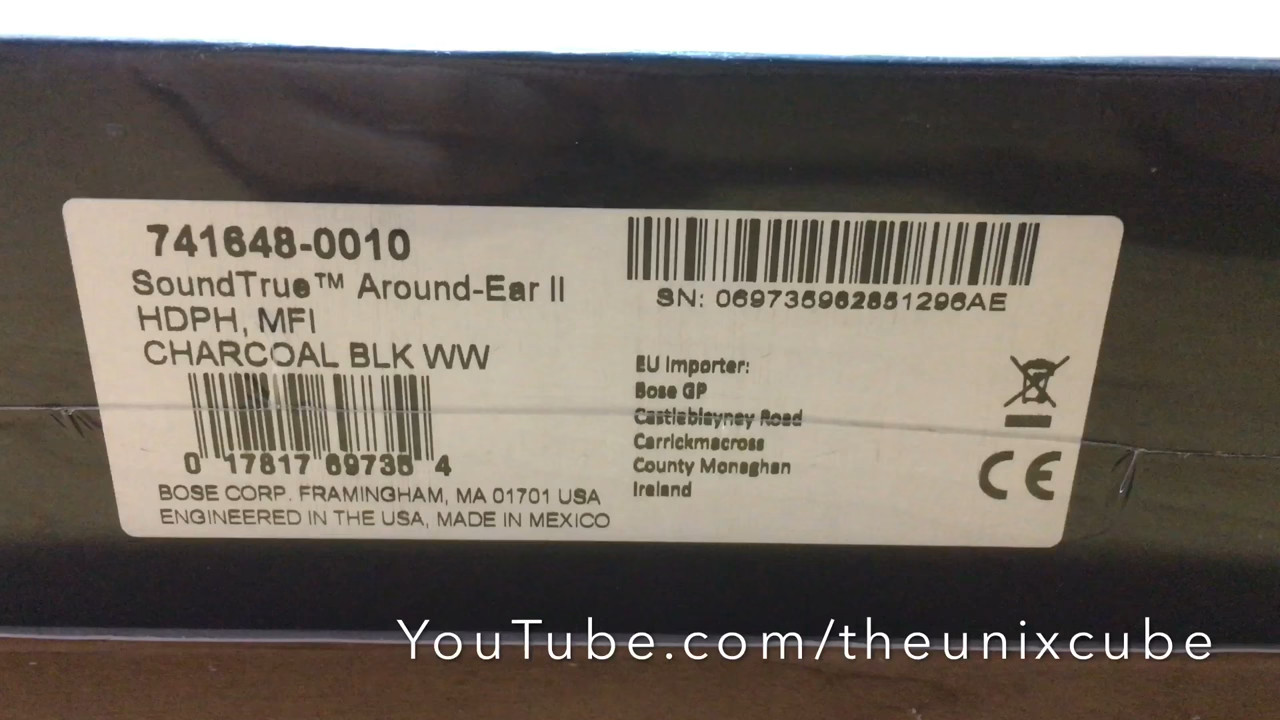 741648-0010
SoundTrue™ Around-Ear II
HDPH, MFI
CHARCOAL BLK WW
0 17817 69735 4
BOSE CORP. FRAMINGHAM, MA 01701 USA
ENGINEERED IN THE USA, MADE IN MEXICO
SN: 069735962851296AE
EU Importer:
Bose GP
Castleblayney Road
Carrickmacross
County Monaghan
Ireland
CE
YouTube.com/theunixcube